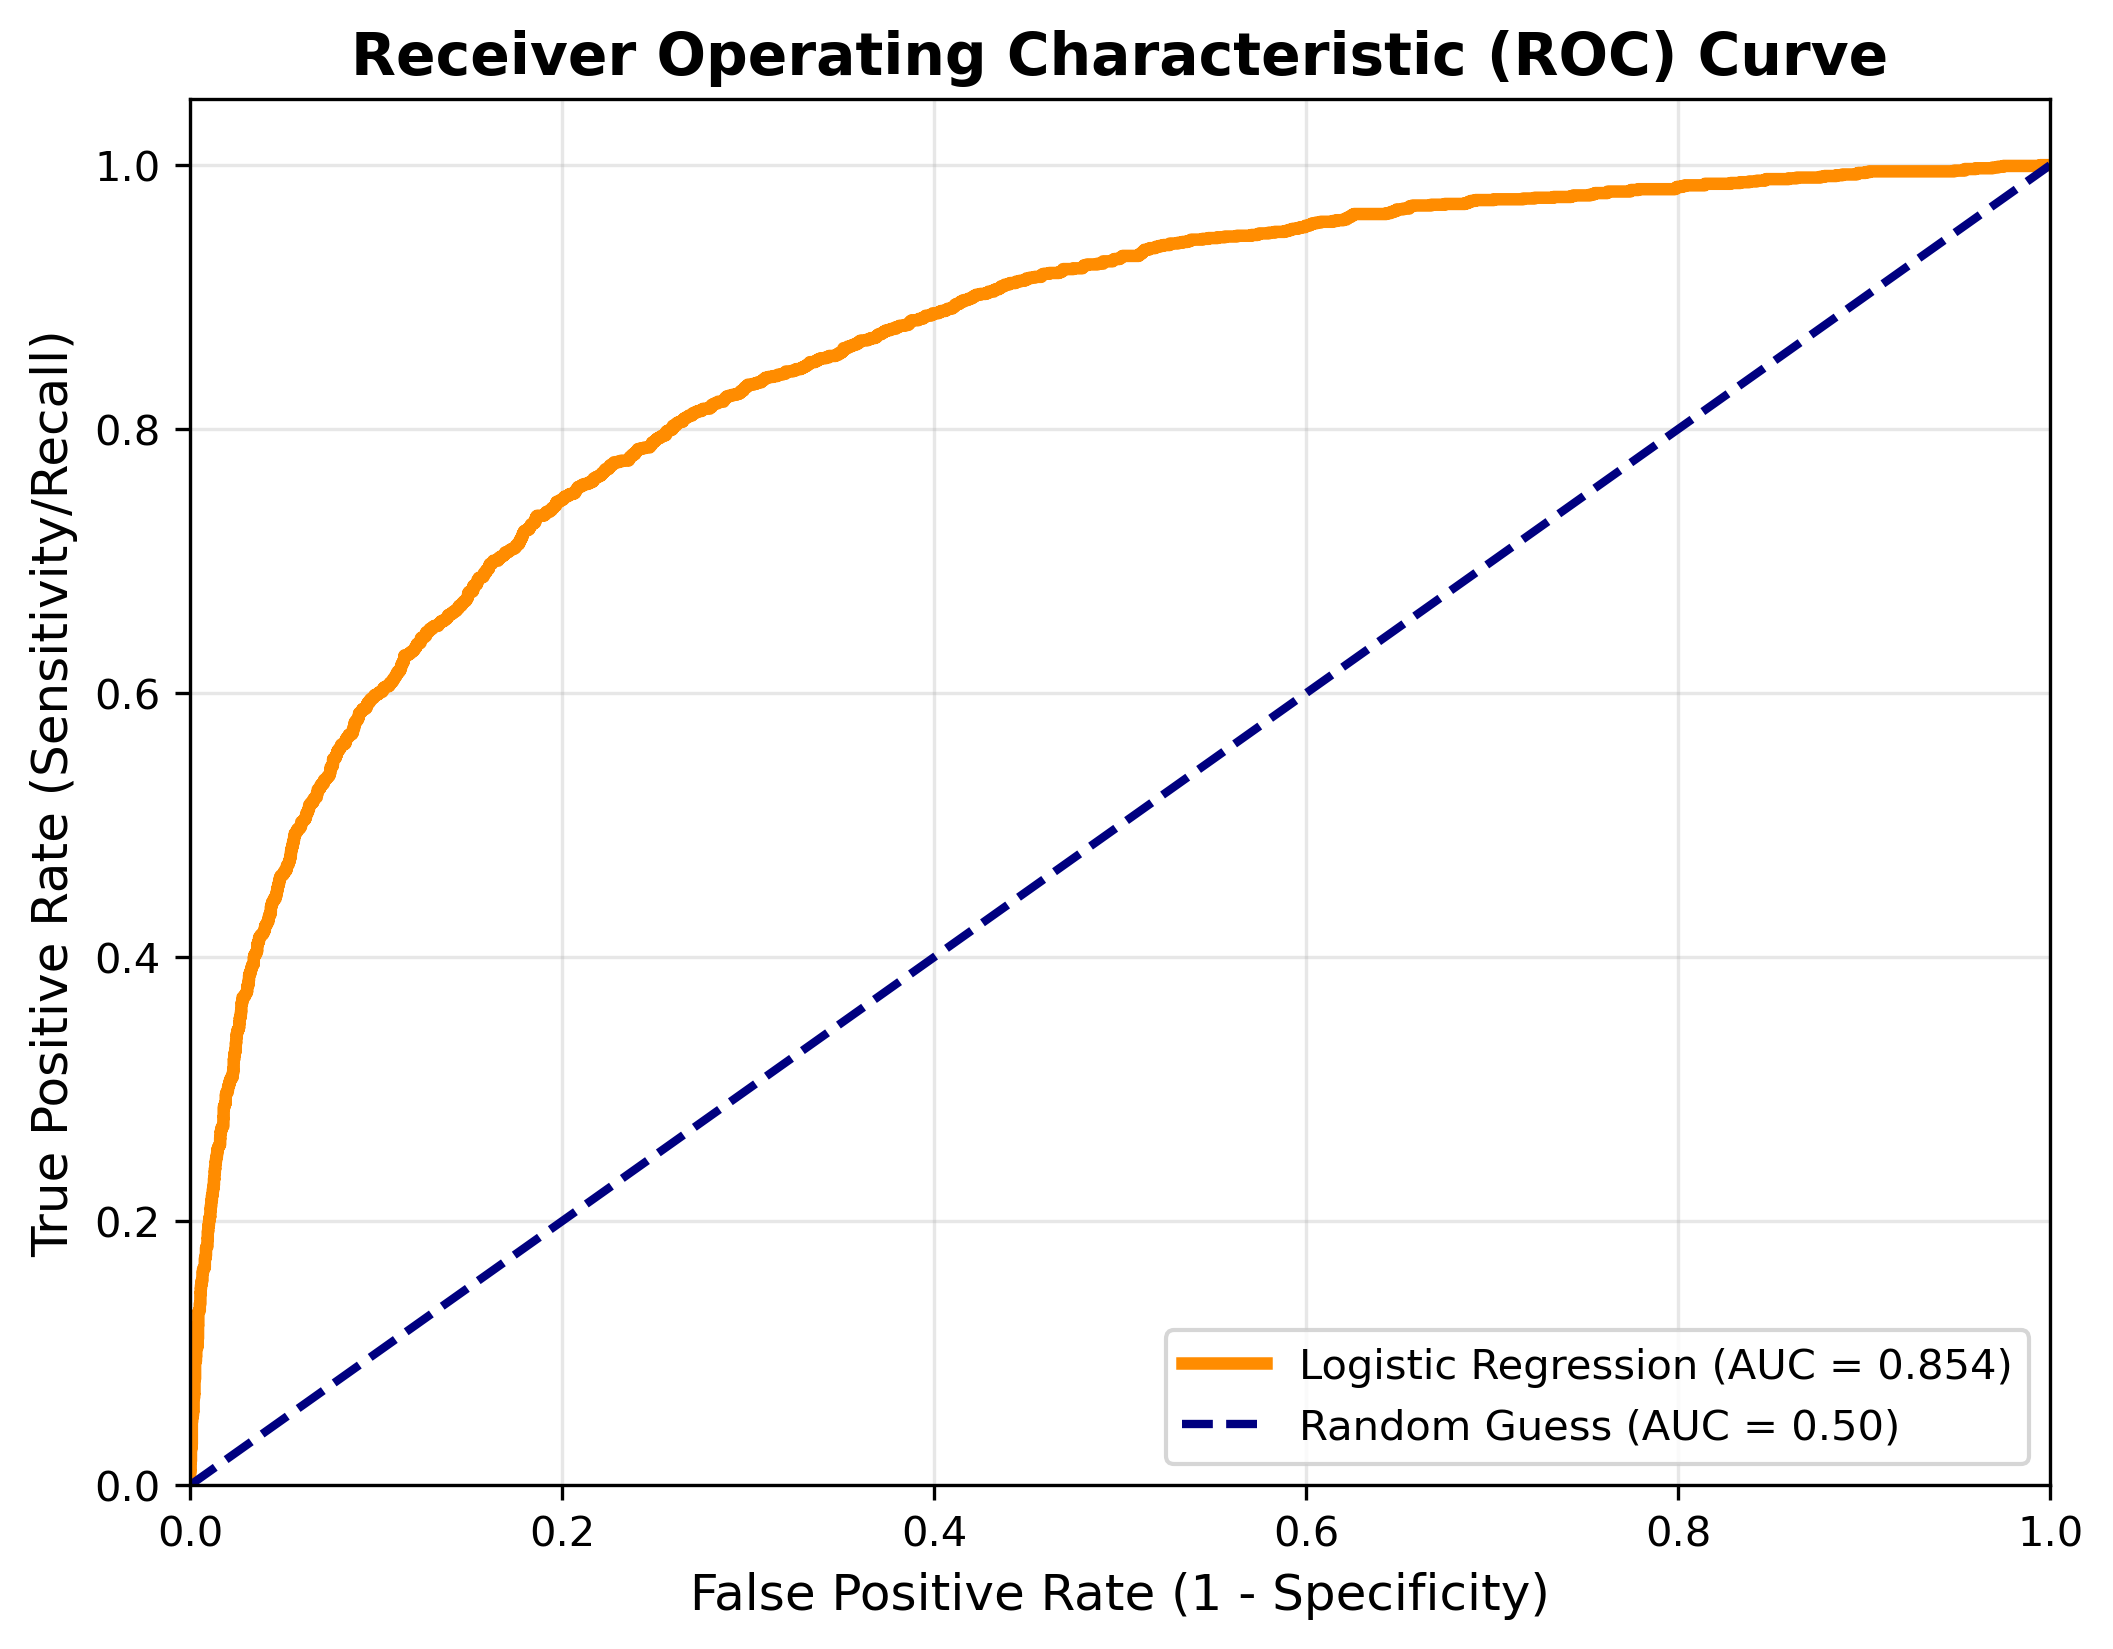 Receiver Operating Characteristic (ROC) Curve
True Positive Rate (Sensitivity/Recall)
1.0
0.8
0.6
0.4
0.2
0.0
Logistic Regression (AUC = 0.854)
Random Guess (AUC = 0.50)
0.0 0.2 0.4 0.6 0.8 1.0
False Positive Rate (1 - Specificity)